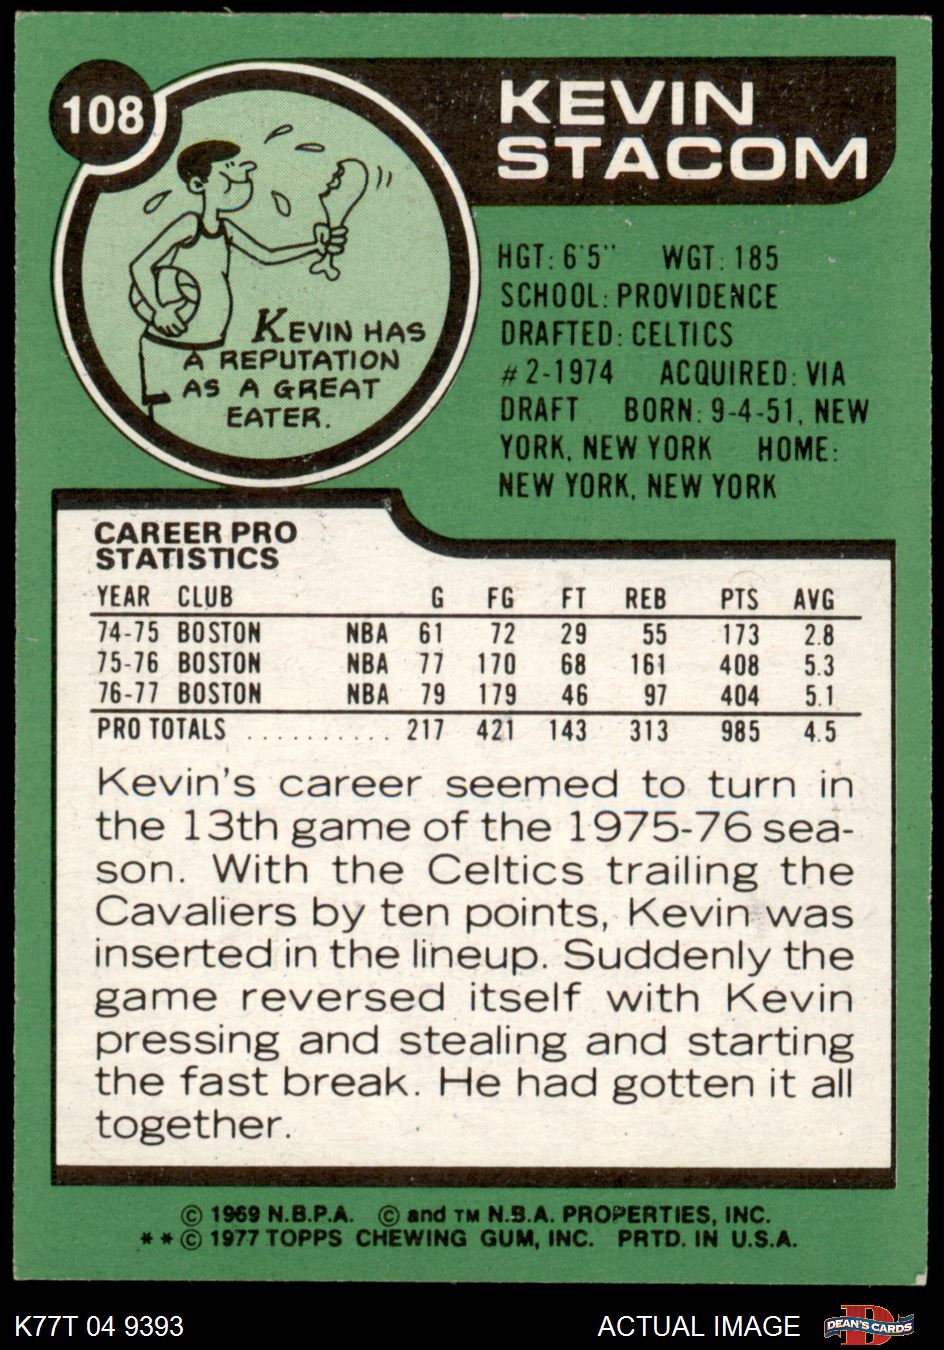 108
KEVIN
STACOM
KEVIN HAS
A REPUTATION
AS A GREAT
EATER.
HGT: 6'5" WGT: 185
SCHOOL: PROVIDENCE
DRAFTED: CELTICS
#2-1974 ACQUIRED: VIA
DRAFT BORN: 9-4-51, NEW
YORK, NEW YORK HOME:
NEW YORK, NEW YORK
CAREER PRO
STATISTICS
YEAR CLUB G FG FT REB PTS AVG
74-75 BOSTON NBA 61 72 29 55 173 2.8
75-76 BOSTON NBA 77 170 68 161 408 5.3
76-77 BOSTON NBA 79 179 46 97 404 5.1
PRO TOTALS .......... 217 421 143 313 985 4.5
Kevin's career seemed to turn in
the 13th game of the 1975-76 sea-
son. With the Celtics trailing the
Cavaliers by ten points, Kevin was
inserted in the lineup. Suddenly the
game reversed itself with Kevin
pressing and stealing and starting
the fast break. He had gotten it all
together.
© 1969 N.B.P.A. © and TM N.B.A. PROPERTIES, INC.
**© 1977 TOPPS CHEWING GUM, INC. PRTD. IN U.S.A.
K77T 04 9393
ACTUAL IMAGE
DEAN'S CARDS